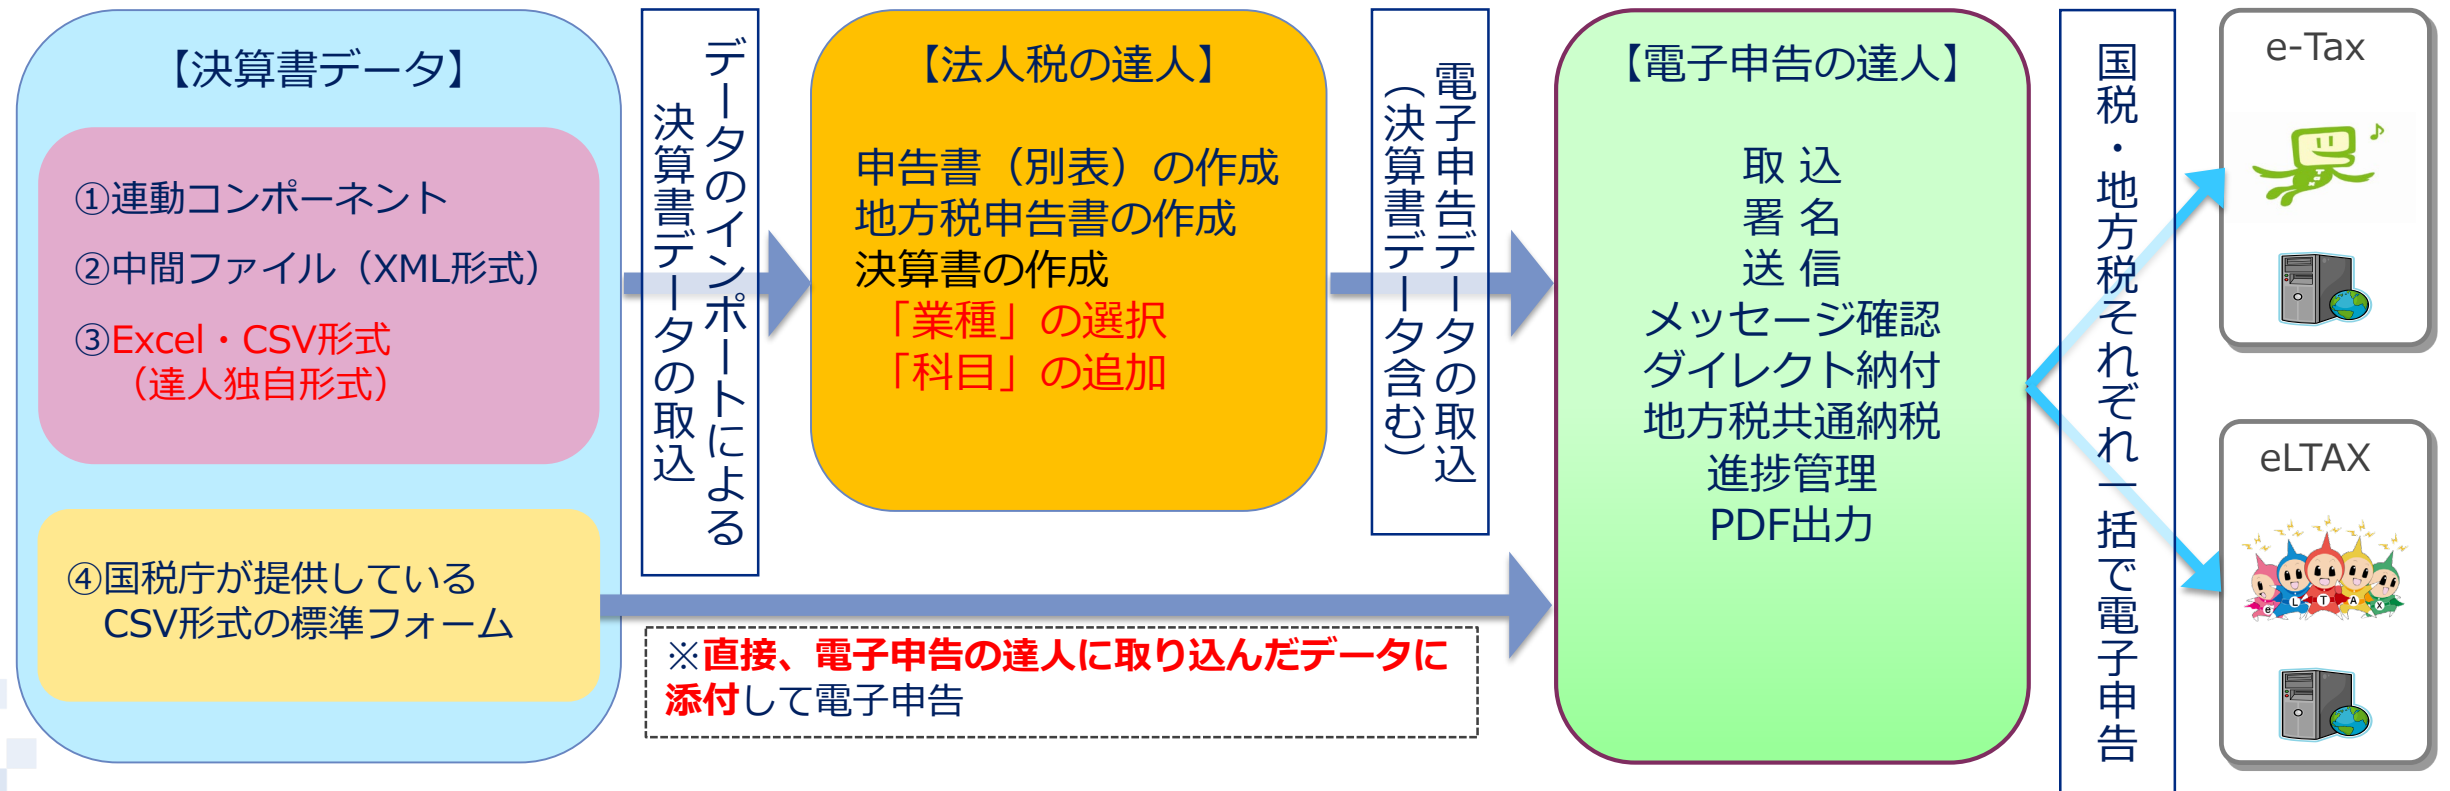 【決算書データ】
①連動コンポーネント
②中間ファイル（XML形式）
③Excel・CSV形式
（達人独自形式）
④国税庁が提供している
CSV形式の標準フォーム
データのインポートによる
決算書データの取込
【法人税の達人】
申告書（別表）の作成
地方税申告書の作成
決算書の作成
「業種」の選択
「科目」の追加
電子申告データの取込
（決算書データ含む）
※直接、電子申告の達人に取り込んだデータに
添付して電子申告
【電子申告の達人】
取 込
署 名
送 信
メッセージ確認
ダイレクト納付
地方税共通納税
進捗管理
PDF出力
国税・地方税それぞれ一括で電子申告
e-Tax
eLTAX
e L T A X